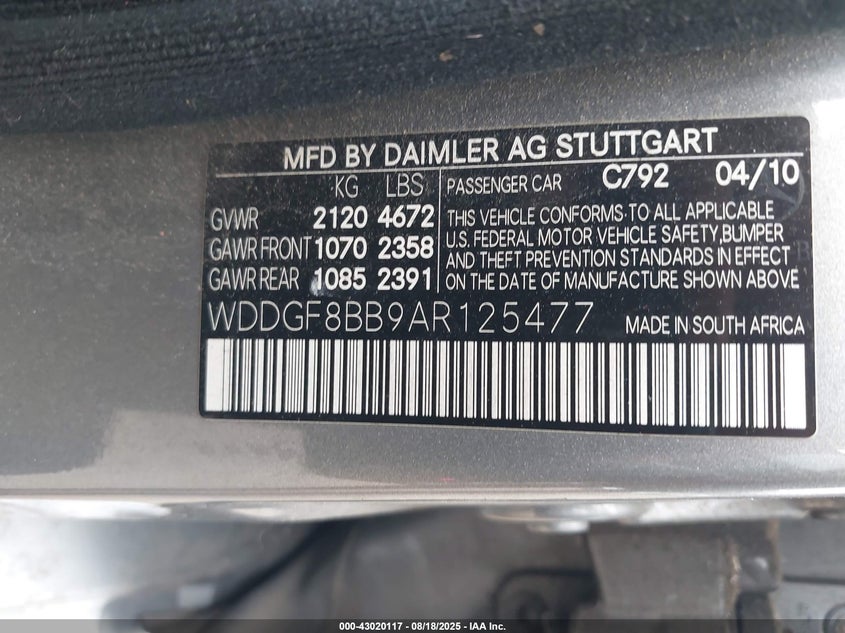 MFD BY DAIMLER AG STUTTGART
KG LBS PASSENGER CAR C792 04/10
GVWR 2120 4672
GAWR FRONT 1070 2358
GAWR REAR 1085 2391
THIS VEHICLE CONFORMS TO ALL APPLICABLE
U.S. FEDERAL MOTOR VEHICLE SAFETY,BUMPER
AND THEFT PREVENTION STANDARDS IN EFFECT
ON THE DATE OF MANUFACTURE SHOWN ABOVE
WDDGF8BB9AR125477 MADE IN SOUTH AFRICA
000-43020117 - 08/18/2025 - IAA Inc.